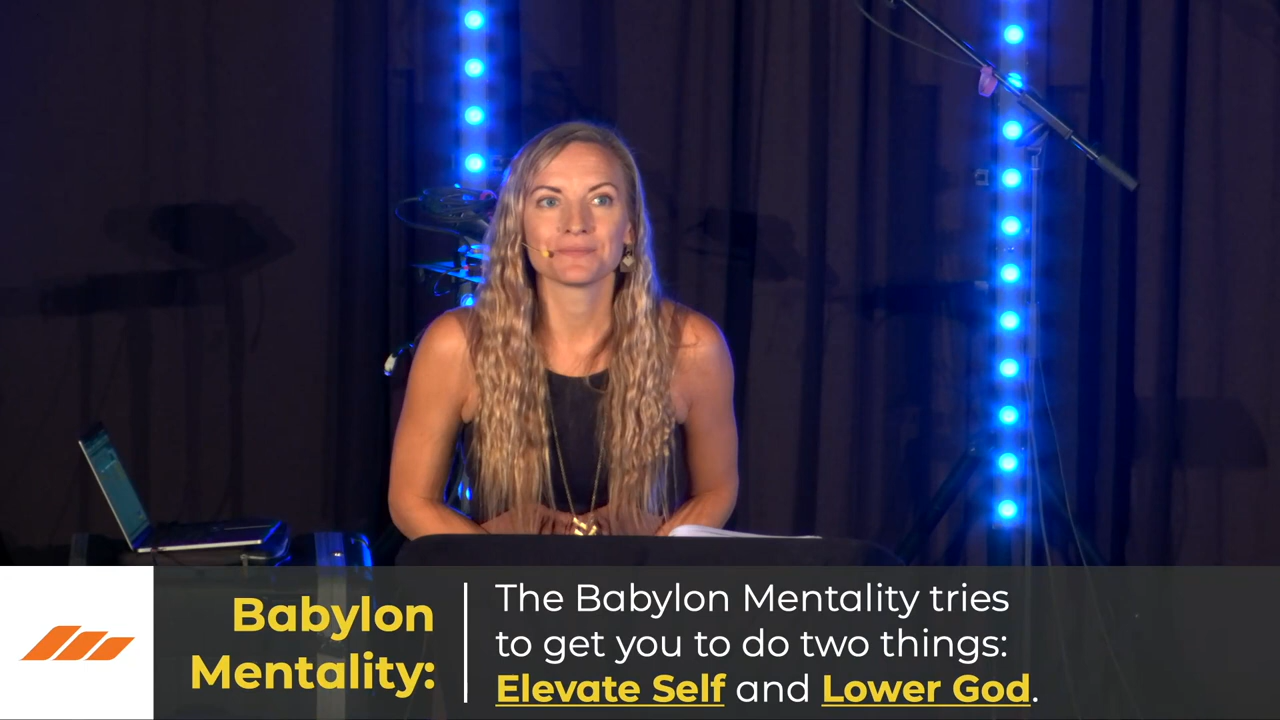 Babylon
Mentality:
The Babylon Mentality tries
to get you to do two things:
Elevate Self and Lower God.